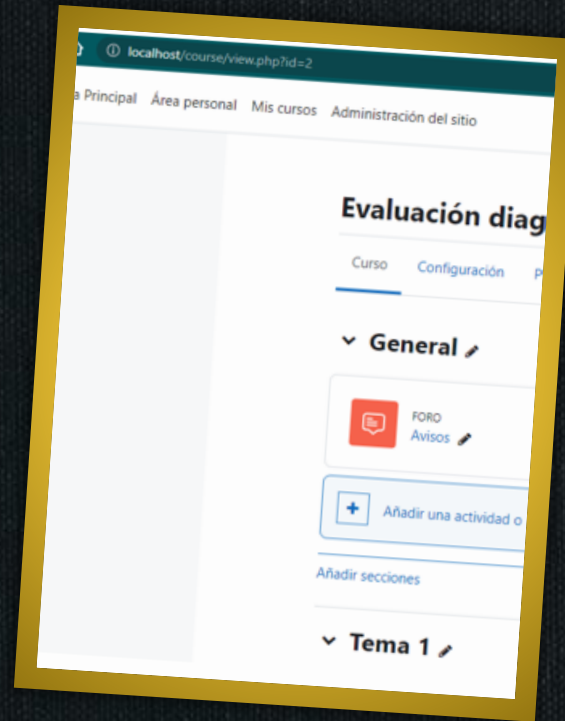 localhost/course/view.php?id=2
a Principal Área personal Mis cursos Administración del sitio
Evaluación diag
Curso Configuración P
General
FORO
Avisos
Añadir una actividad o
Añadir secciones
Tema 1